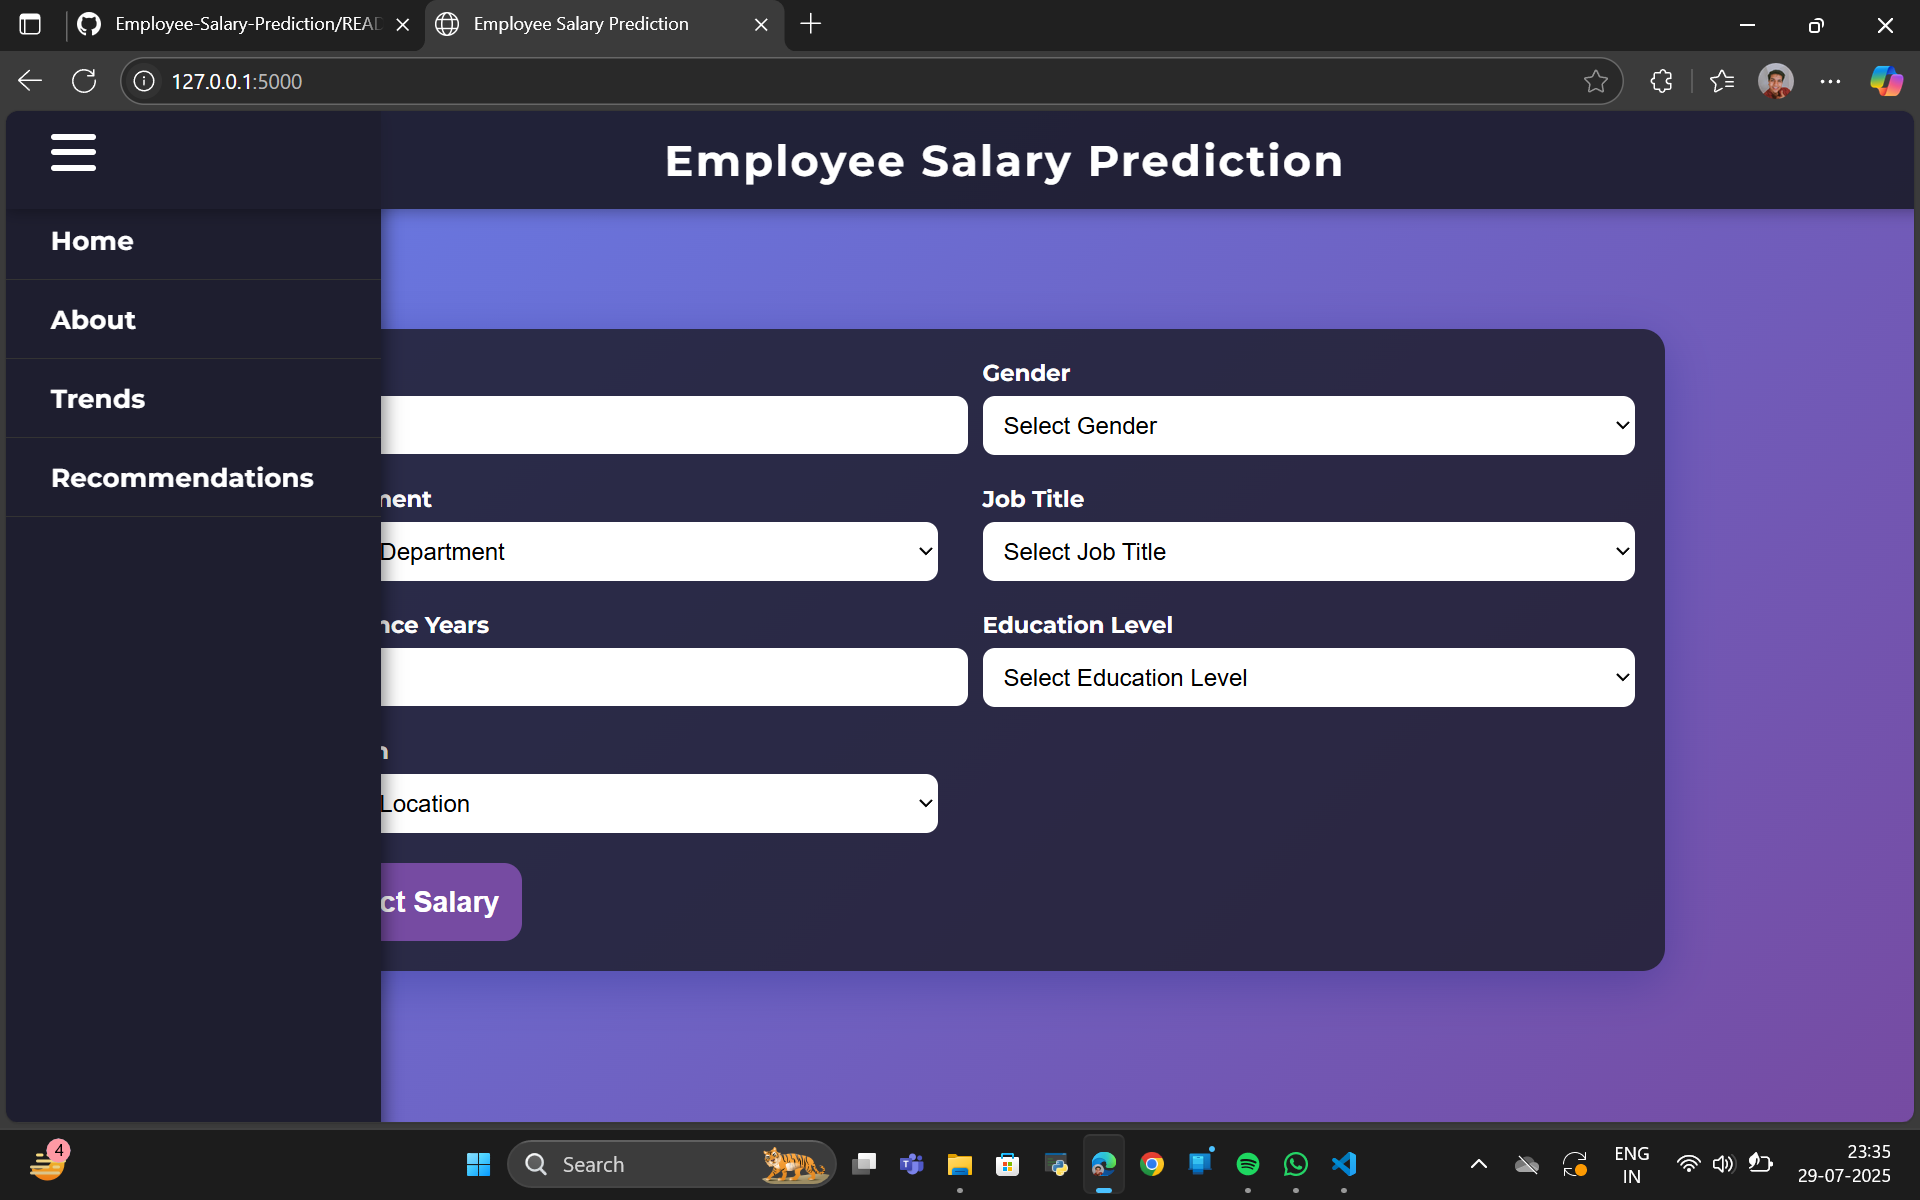 Employee-Salary-Prediction/READ
Employee Salary Prediction
127.0.0.1:5000
Employee Salary Prediction
Home
About
Trends
Recommendations
Gender
Select Gender
ment
Job Title
Department
Select Job Title
nce Years
Education Level
Select Education Level
n
Location
ct Salary
4
Search
ENG
IN
23:35
29-07-2025